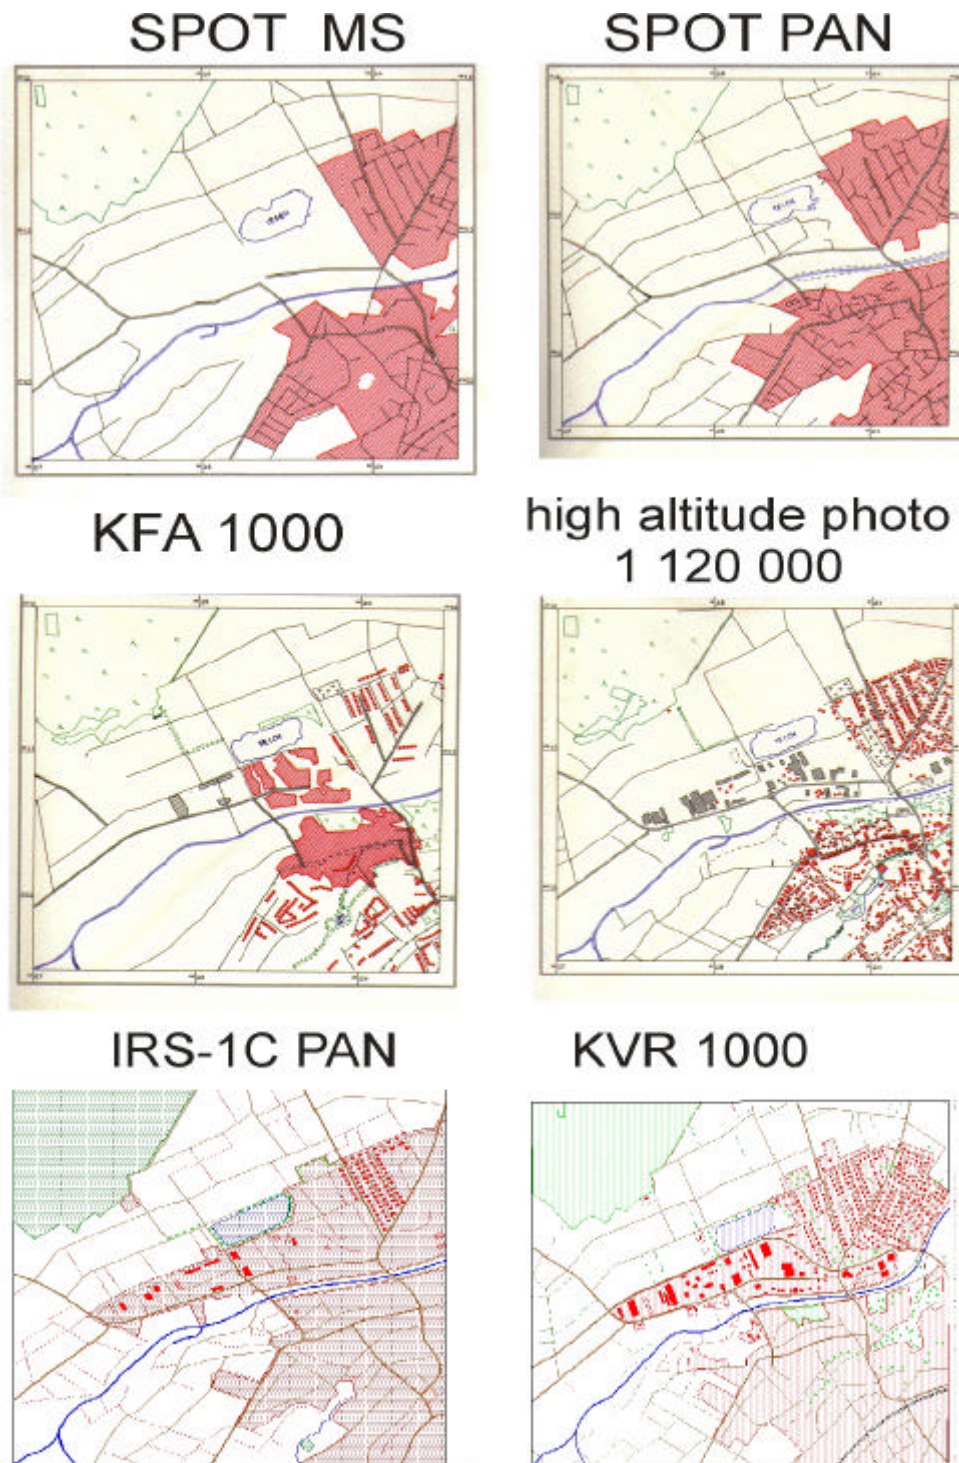 SPOT MS
SPOT PAN
KFA 1000
high altitude photo
1 120 000
IRS-1C PAN
KVR 1000